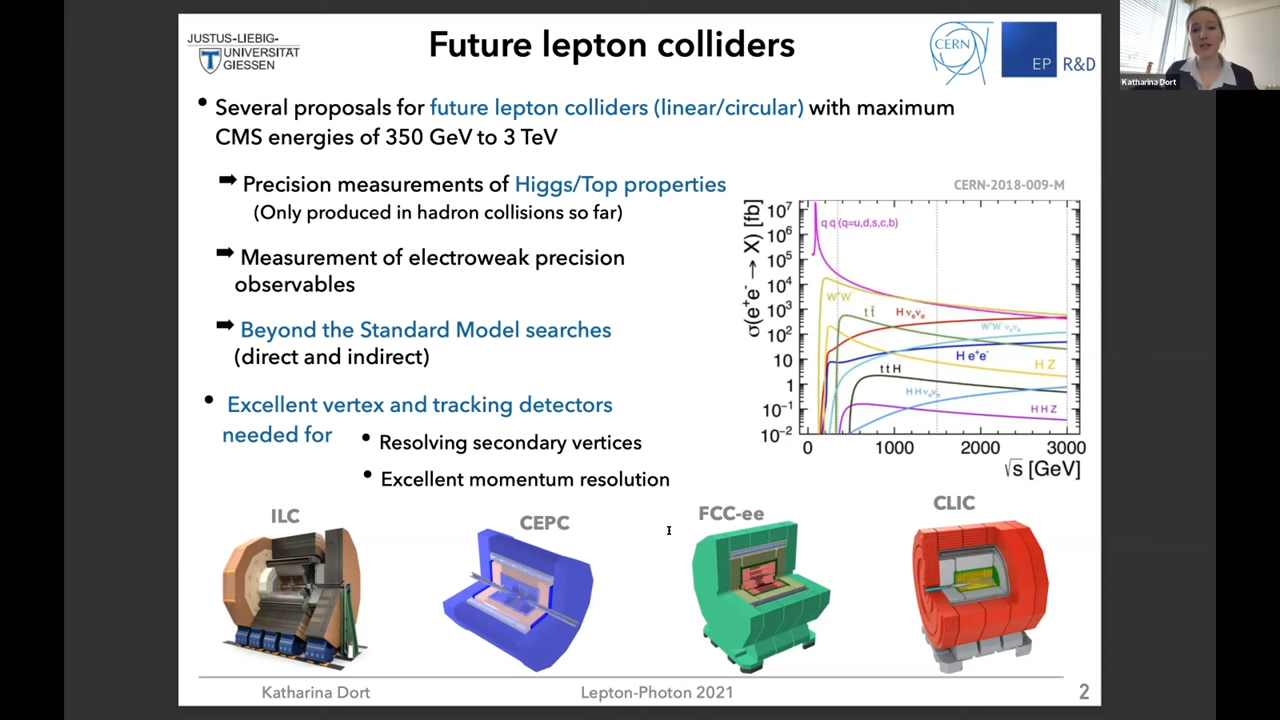 JUSTUS-LIEBIG-
UNIVERSITÄT
GIESSEN
Future lepton colliders
CERN
EP R&D
Katharina Dort
• Several proposals for future lepton colliders (linear/circular) with maximum
CMS energies of 350 GeV to 3 TeV
➡ Precision measurements of Higgs/Top properties
(Only produced in hadron collisions so far)
➡ Measurement of electroweak precision
observables
➡ Beyond the Standard Model searches
(direct and indirect)
• Excellent vertex and tracking detectors
needed for
• Resolving secondary vertices
• Excellent momentum resolution
CERN-2018-009-M
σ(e⁺e⁻ → X) [fb]
10⁷
10⁶
10⁵
10⁴
10³
10²
10
1
10⁻¹
10⁻²
q q (q=u,d,s,c,b)
W⁺W⁻
t t̄
H νₑνₑ
W⁺W⁻ νₑνₑ
H e⁺e⁻
H Z
t t H
H H νₑνₑ
H H Z
0 1000 2000 3000
√s [GeV]
ILC
CEPC
FCC-ee
CLIC
Katharina Dort
Lepton-Photon 2021
2